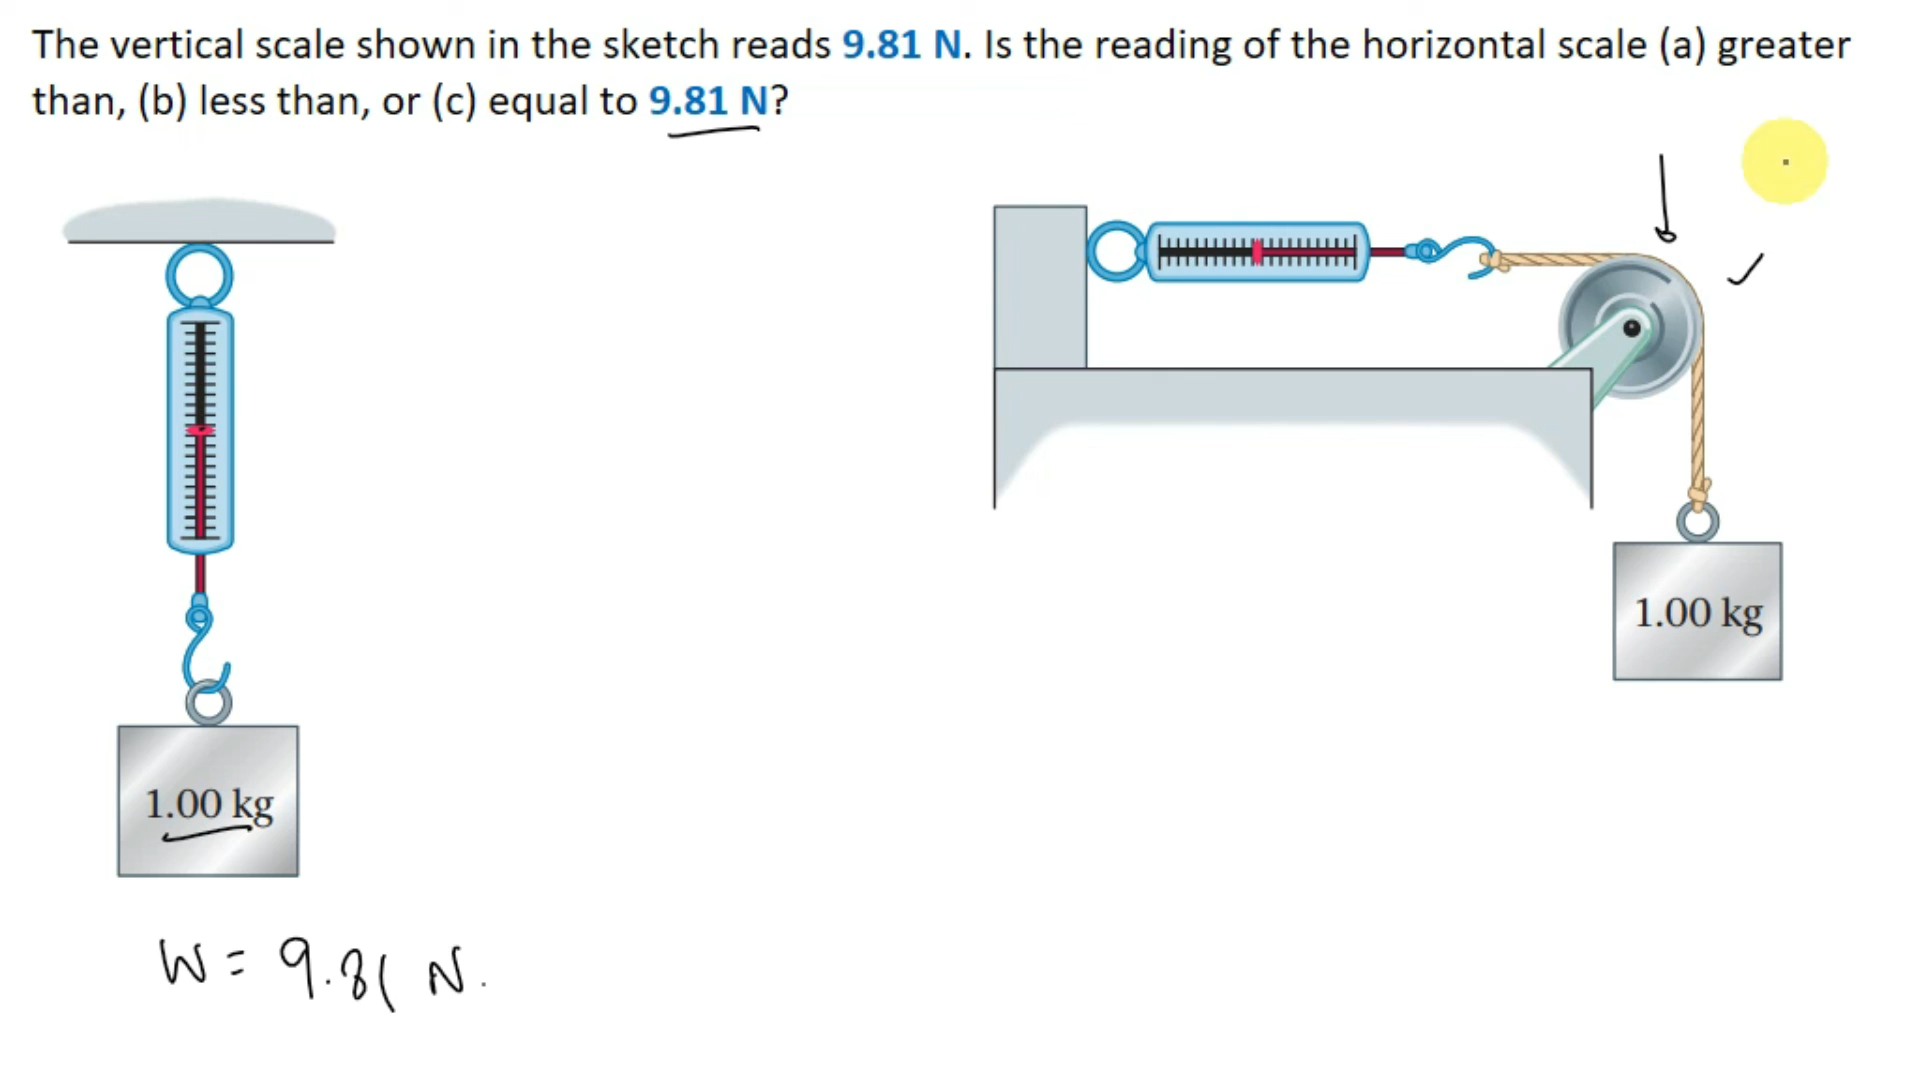 The vertical scale shown in the sketch reads 9.81 N. Is the reading of the horizontal scale (a) greater
than, (b) less than, or (c) equal to 9.81 N?
1.00 kg
1.00 kg
W = 9.81 N.